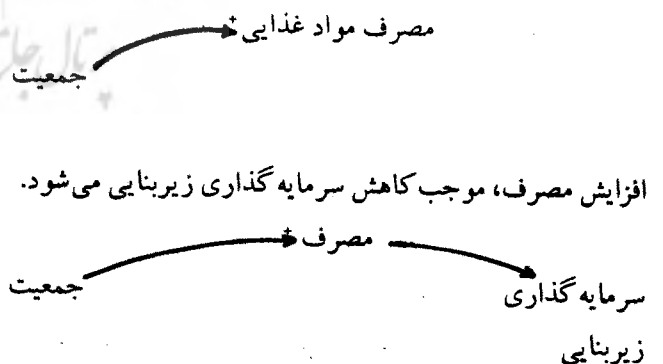 مصرف مواد غذایی +
جمعیت
افزایش مصرف، موجب کاهش سرمایه گذاری زیربنایی می‌شود.
مصرف +
جمعیت
سرمایه گذاری
زیربنایی